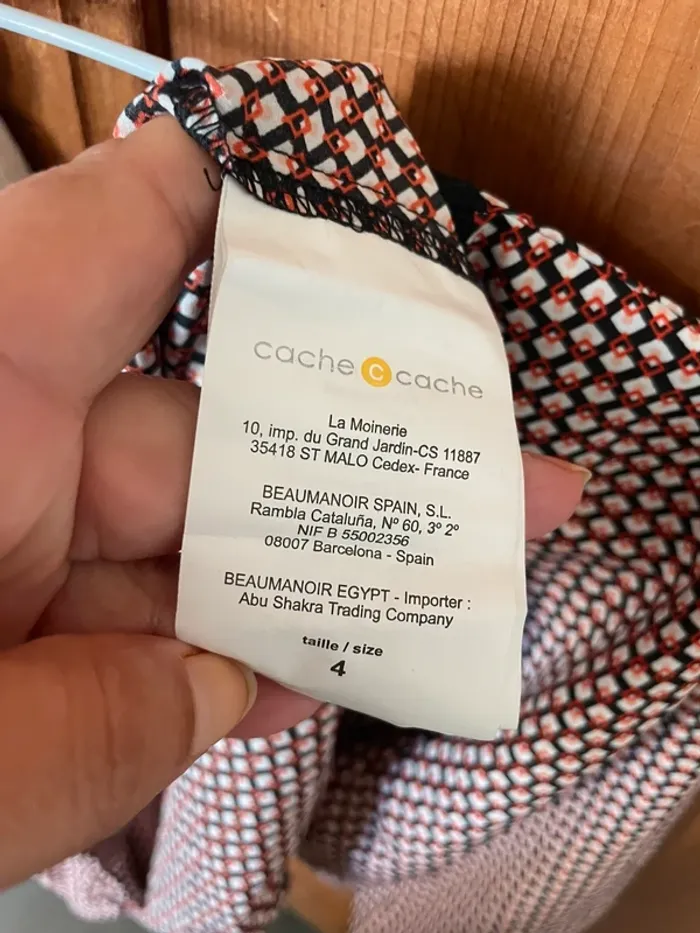 cache c cache
La Moinerie
10, imp. du Grand Jardin-CS 11887
35418 ST MALO Cedex- France
BEAUMANOIR SPAIN, S.L.
Rambla Cataluña, Nº 60, 3º 2º
NIF B 55002356
08007 Barcelona - Spain
BEAUMANOIR EGYPT - Importer :
Abu Shakra Trading Company
taille / size
4